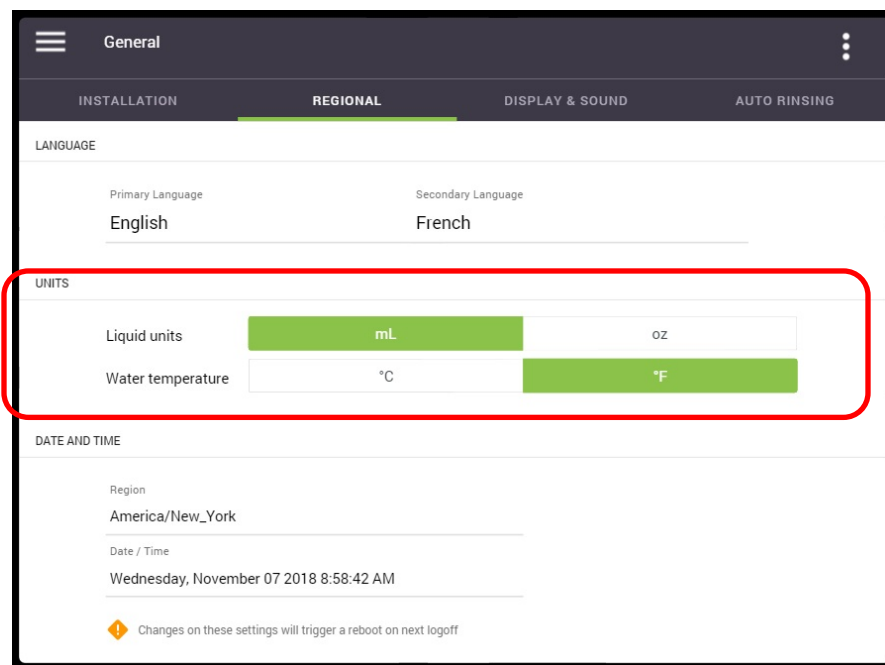 General
INSTALLATION REGIONAL DISPLAY & SOUND AUTO RINSING
LANGUAGE
Primary Language Secondary Language
English French
UNITS
Liquid units mL oz
Water temperature °C °F
DATE AND TIME
Region
America/New_York
Date / Time
Wednesday, November 07 2018 8:58:42 AM
Changes on these settings will trigger a reboot on next logoff